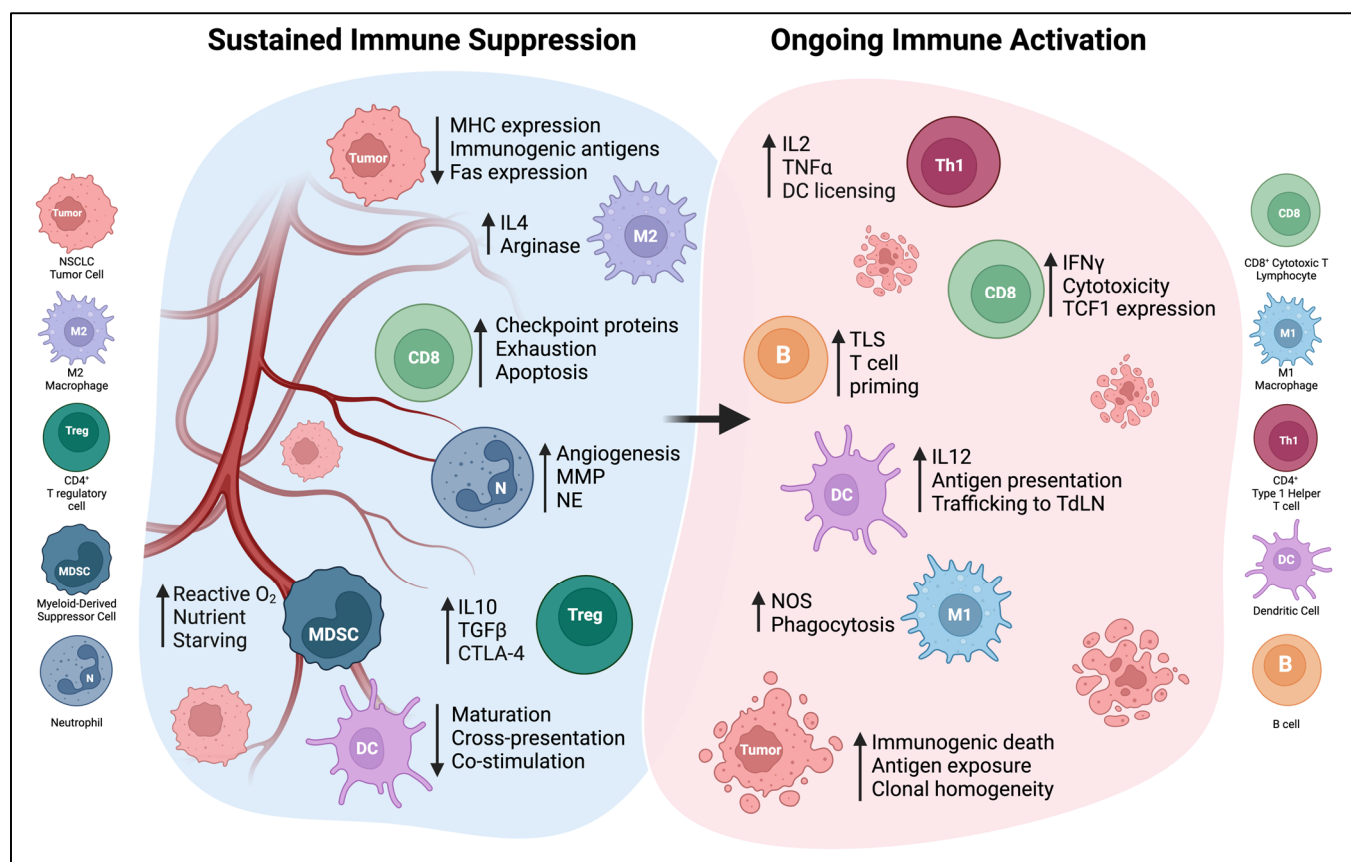 Sustained Immune Suppression
Ongoing Immune Activation
Tumor
NSCLC
Tumor Cell
M2
M2
Macrophage
Treg
CD4⁺
T regulatory
cell
MDSC
Myeloid-Derived
Suppressor Cell
N
Neutrophil
Tumor
MHC expression
Immunogenic antigens
Fas expression
IL4
Arginase
M2
CD8
Checkpoint proteins
Exhaustion
Apoptosis
N
Angiogenesis
MMP
NE
Reactive O₂
Nutrient
Starving
MDSC
IL10
TGFβ
CTLA-4
Treg
DC
Maturation
Cross-presentation
Co-stimulation
IL2
TNFα
DC licensing
Th1
CD8
IFNγ
Cytotoxicity
TCF1 expression
B
TLS
T cell
priming
DC
IL12
Antigen presentation
Trafficking to TdLN
NOS
Phagocytosis
M1
Tumor
Immunogenic death
Antigen exposure
Clonal homogeneity
CD8
CD8⁺ Cytotoxic T
Lymphocyte
M1
M1
Macrophage
Th1
CD4⁺
Type 1 Helper
T cell
DC
Dendritic Cell
B
B cell